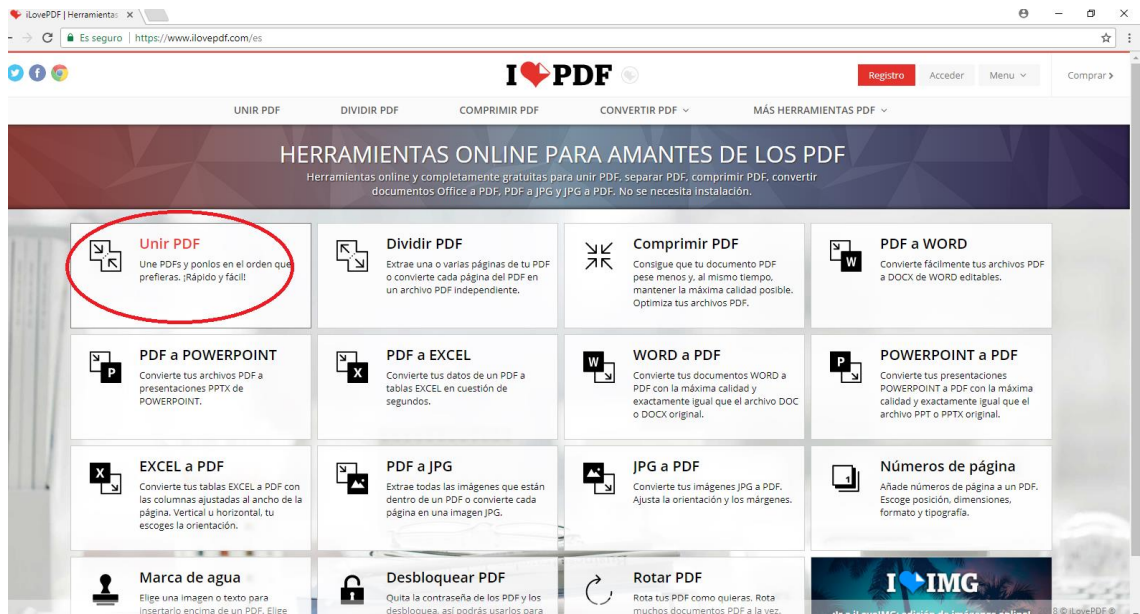 iLovePDF | Herramientas
Es seguro | https://www.ilovepdf.com/es
I PDF
Registro Acceder Menu Comprar
UNIR PDF DIVIDIR PDF COMPRIMIR PDF CONVERTIR PDF MÁS HERRAMIENTAS PDF
HERRAMIENTAS ONLINE PARA AMANTES DE LOS PDF
Herramientas online y completamente gratuitas para unir PDF, separar PDF, comprimir PDF, convertir
documentos Office a PDF, PDF a JPG y JPG a PDF. No se necesita instalación.
Unir PDF
Une PDFs y ponlos en el orden que
prefieras. ¡Rápido y fácil!
Dividir PDF
Extrae una o varias páginas de tu PDF
o convierte cada página del PDF en
un archivo PDF independiente.
Comprimir PDF
Consigue que tu documento PDF
pese menos y, al mismo tiempo,
mantener la máxima calidad posible.
Optimiza tus archivos PDF.
W
PDF a WORD
Convierte fácilmente tus archivos PDF
a DOCX de WORD editables.
P
PDF a POWERPOINT
Convierte tus archivos PDF a
presentaciones PPTX de
POWERPOINT.
X
PDF a EXCEL
Convierte tus datos de un PDF a
tablas EXCEL en cuestión de
segundos.
W
WORD a PDF
Convierte tus documentos WORD a
PDF con la máxima calidad y
exactamente igual que el archivo DOC
o DOCX original.
P
POWERPOINT a PDF
Convierte tus presentaciones
POWERPOINT a PDF con la máxima
calidad y exactamente igual que el
archivo PPT o PPTX original.
X
EXCEL a PDF
Convierte tus tablas EXCEL a PDF con
las columnas ajustadas al ancho de la
página. Vertical u horizontal, tu
escoges la orientación.
PDF a JPG
Extrae todas las imágenes que están
dentro de un PDF o convierte cada
página en una imagen JPG.
JPG a PDF
Convierte tus imágenes JPG a PDF.
Ajusta la orientación y los márgenes.
1
Números de página
Añade números de página a un PDF.
Escoge posición, dimensiones,
formato y tipografía.
Marca de agua
Elige una imagen o texto para
insertarlo encima de un PDF. Elige
Desbloquear PDF
Quita la contraseña de los PDF y los
desbloquea, así podrás usarlos para
Rotar PDF
Rota tus PDF como quieras. Rota
muchos documentos PDF a la vez.
I IMG
8 © iLovePDF ®